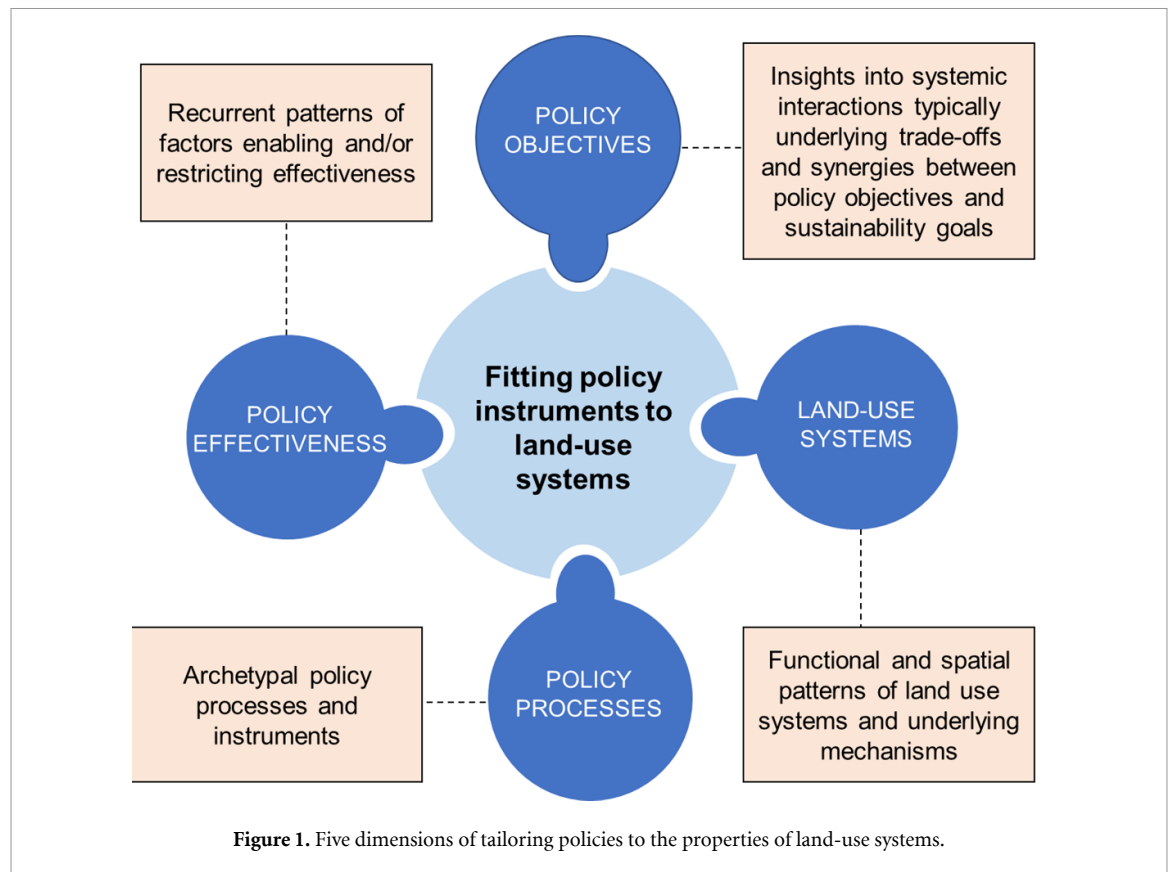 POLICY
OBJECTIVES
Insights into systemic
interactions typically
underlying trade-offs
and synergies between
policy objectives and
sustainability goals
Recurrent patterns of
factors enabling and/or
restricting effectiveness
Fitting policy
instruments to
land-use
systems
POLICY
EFFECTIVENESS
LAND-USE
SYSTEMS
Archetypal policy
processes and
instruments
POLICY
PROCESSES
Functional and spatial
patterns of land use
systems and underlying
mechanisms
Figure 1. Five dimensions of tailoring policies to the properties of land-use systems.